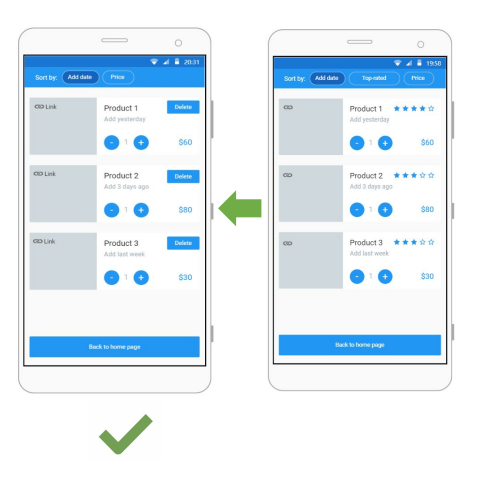 20:31
Sort by: Add date Price
Link
Product 1 Delete
Add yesterday
- 1 + $60
Link
Product 2 Delete
Add 3 days ago
- 1 + $80
Link
Product 3 Delete
Add last week
- 1 + $30
Back to home page
19:58
Sort by: Add date Top-rated Price
Product 1
Add yesterday
- 1 + $60
Product 2
Add 3 days ago
- 1 + $80
Product 3
Add last week
- 1 + $30
Back to home page